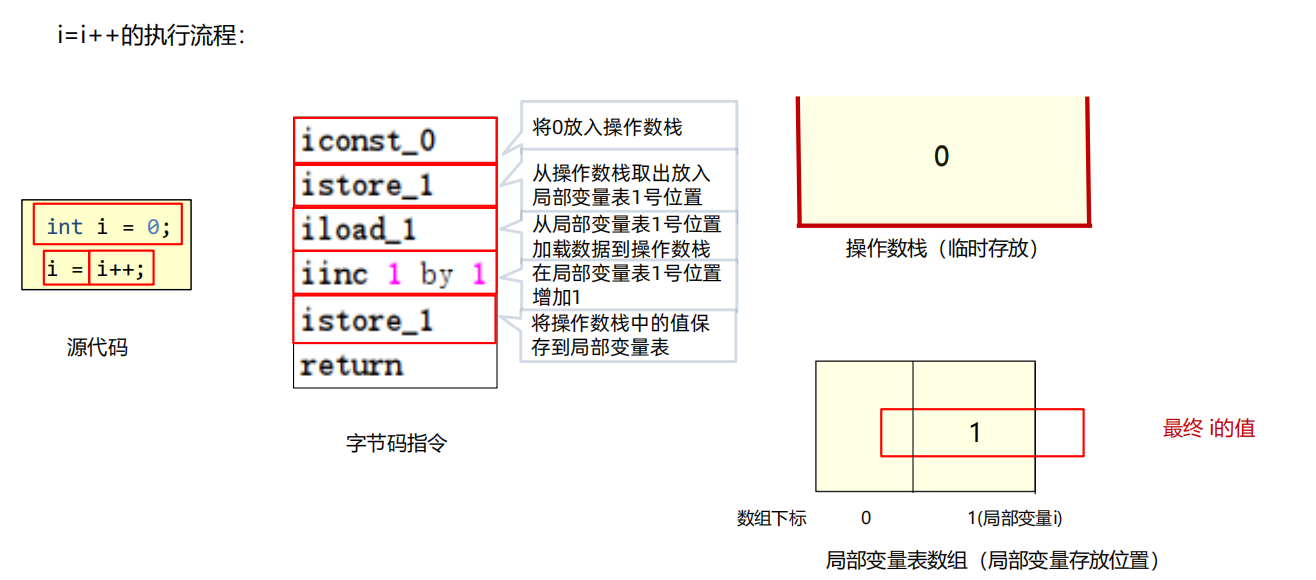 i=i++的执行流程：
int i = 0;
i = i++;
源代码
iconst_0
istore_1
iload_1
iinc 1 by 1
istore_1
return
字节码指令
将0放入操作数栈
从操作数栈取出放入
局部变量表1号位置
从局部变量表1号位置
加载数据到操作数栈
在局部变量表1号位置
增加1
将操作数栈中的值保
存到局部变量表
0
操作数栈（临时存放）
1
最终 i的值
数组下标 0 1(局部变量i)
局部变量表数组（局部变量存放位置）